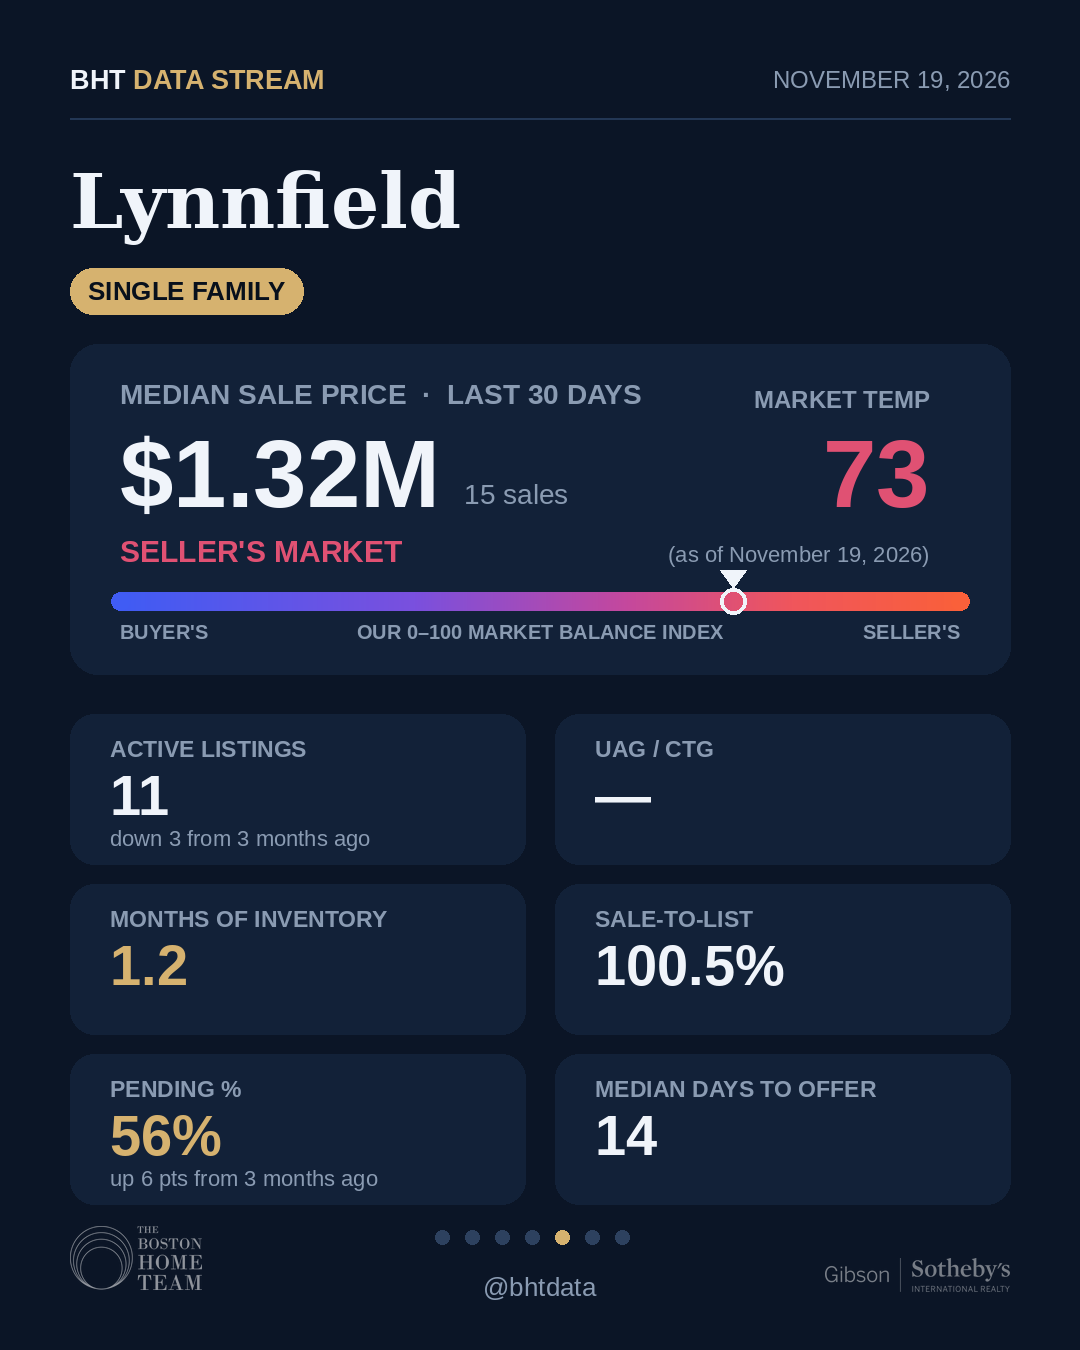 BHT DATA STREAM
NOVEMBER 19, 2026
Lynnfield
SINGLE FAMILY
MEDIAN SALE PRICE · LAST 30 DAYS
MARKET TEMP
$1.32M 15 sales
73
SELLER'S MARKET
(as of November 19, 2026)
BUYER'S
OUR 0–100 MARKET BALANCE INDEX
SELLER'S
ACTIVE LISTINGS
11
down 3 from 3 months ago
UAG / CTG
—
MONTHS OF INVENTORY
1.2
SALE-TO-LIST
100.5%
PENDING %
56%
up 6 pts from 3 months ago
MEDIAN DAYS TO OFFER
14
THE
BOSTON
HOME
TEAM
@bhtdata
Gibson
Sotheby's
INTERNATIONAL REALTY